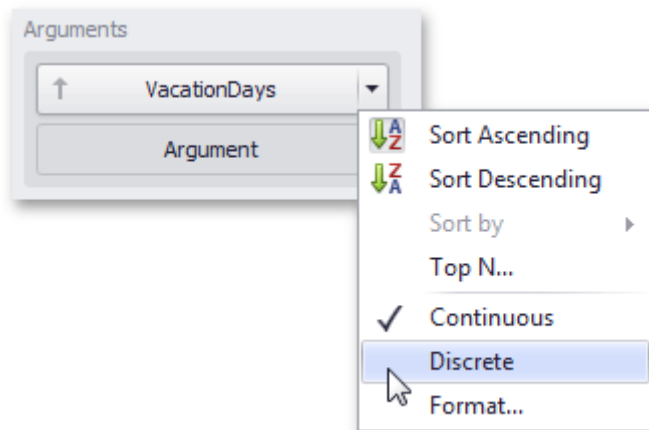 Arguments
VacationDays
Argument
Sort Ascending
Sort Descending
Sort by
Top N...
Continuous
Discrete
Format...